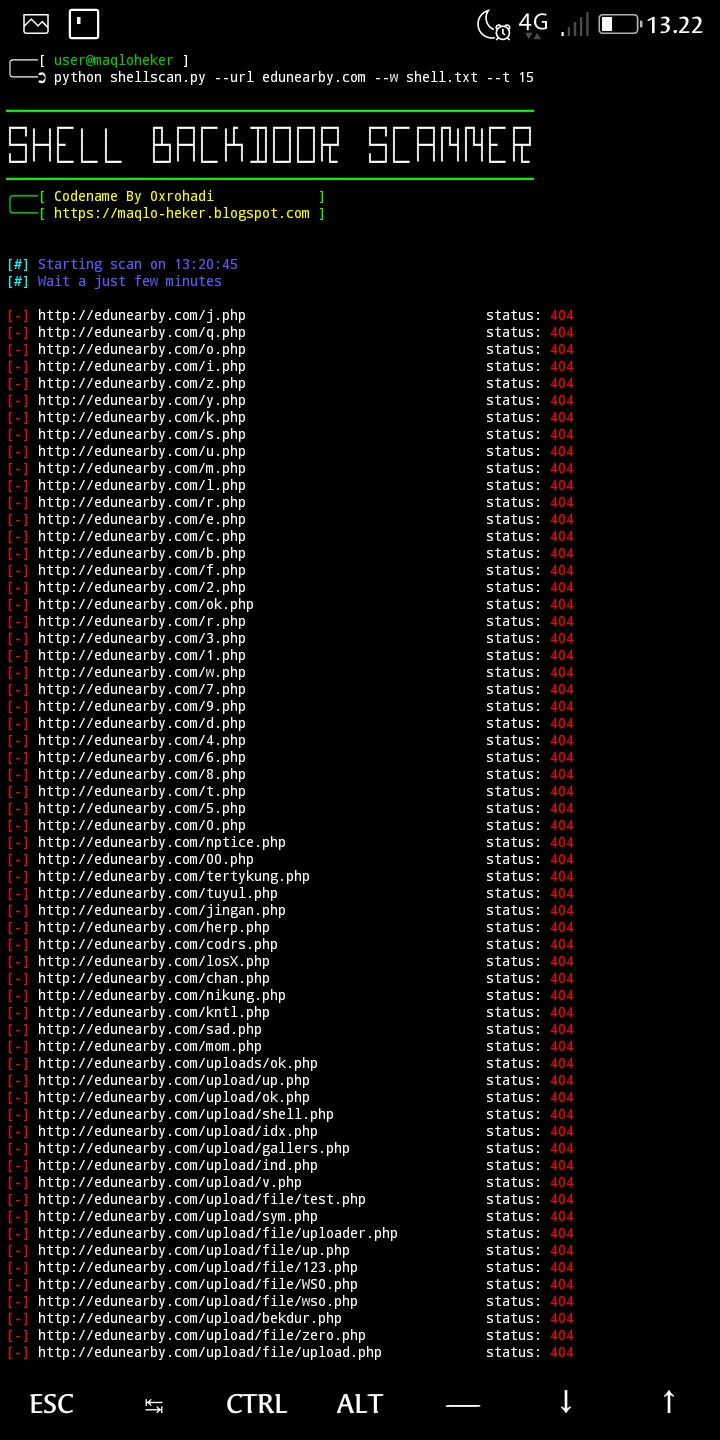 4G 13.22
[ user@maqloheker ]
python shellscan.py --url edunearby.com --w shell.txt --t 15
SHELL BACKDOOR SCANNER
[ Codename By Oxrohadi ]
[ https://maqlo-heker.blogspot.com ]
[#] Starting scan on 13:20:45
[#] Wait a just few minutes
[-] http://edunearby.com/j.php status: 404
[-] http://edunearby.com/q.php status: 404
[-] http://edunearby.com/o.php status: 404
[-] http://edunearby.com/i.php status: 404
[-] http://edunearby.com/z.php status: 404
[-] http://edunearby.com/y.php status: 404
[-] http://edunearby.com/k.php status: 404
[-] http://edunearby.com/s.php status: 404
[-] http://edunearby.com/u.php status: 404
[-] http://edunearby.com/m.php status: 404
[-] http://edunearby.com/l.php status: 404
[-] http://edunearby.com/r.php status: 404
[-] http://edunearby.com/e.php status: 404
[-] http://edunearby.com/c.php status: 404
[-] http://edunearby.com/b.php status: 404
[-] http://edunearby.com/f.php status: 404
[-] http://edunearby.com/2.php status: 404
[-] http://edunearby.com/ok.php status: 404
[-] http://edunearby.com/r.php status: 404
[-] http://edunearby.com/3.php status: 404
[-] http://edunearby.com/1.php status: 404
[-] http://edunearby.com/w.php status: 404
[-] http://edunearby.com/7.php status: 404
[-] http://edunearby.com/9.php status: 404
[-] http://edunearby.com/d.php status: 404
[-] http://edunearby.com/4.php status: 404
[-] http://edunearby.com/6.php status: 404
[-] http://edunearby.com/8.php status: 404
[-] http://edunearby.com/t.php status: 404
[-] http://edunearby.com/5.php status: 404
[-] http://edunearby.com/0.php status: 404
[-] http://edunearby.com/nptice.php status: 404
[-] http://edunearby.com/00.php status: 404
[-] http://edunearby.com/tertykung.php status: 404
[-] http://edunearby.com/tuyul.php status: 404
[-] http://edunearby.com/jingan.php status: 404
[-] http://edunearby.com/herp.php status: 404
[-] http://edunearby.com/codrs.php status: 404
[-] http://edunearby.com/losX.php status: 404
[-] http://edunearby.com/chan.php status: 404
[-] http://edunearby.com/nikung.php status: 404
[-] http://edunearby.com/kntl.php status: 404
[-] http://edunearby.com/sad.php status: 404
[-] http://edunearby.com/mom.php status: 404
[-] http://edunearby.com/uploads/ok.php status: 404
[-] http://edunearby.com/upload/up.php status: 404
[-] http://edunearby.com/upload/ok.php status: 404
[-] http://edunearby.com/upload/shell.php status: 404
[-] http://edunearby.com/upload/idx.php status: 404
[-] http://edunearby.com/upload/gallers.php status: 404
[-] http://edunearby.com/upload/ind.php status: 404
[-] http://edunearby.com/upload/v.php status: 404
[-] http://edunearby.com/upload/file/test.php status: 404
[-] http://edunearby.com/upload/sym.php status: 404
[-] http://edunearby.com/upload/file/uploader.php status: 404
[-] http://edunearby.com/upload/file/up.php status: 404
[-] http://edunearby.com/upload/file/123.php status: 404
[-] http://edunearby.com/upload/file/WSO.php status: 404
[-] http://edunearby.com/upload/file/wso.php status: 404
[-] http://edunearby.com/upload/bekdur.php status: 404
[-] http://edunearby.com/upload/file/zero.php status: 404
[-] http://edunearby.com/upload/file/upload.php status: 404
ESC ↹ CTRL ALT — ↓ ↑